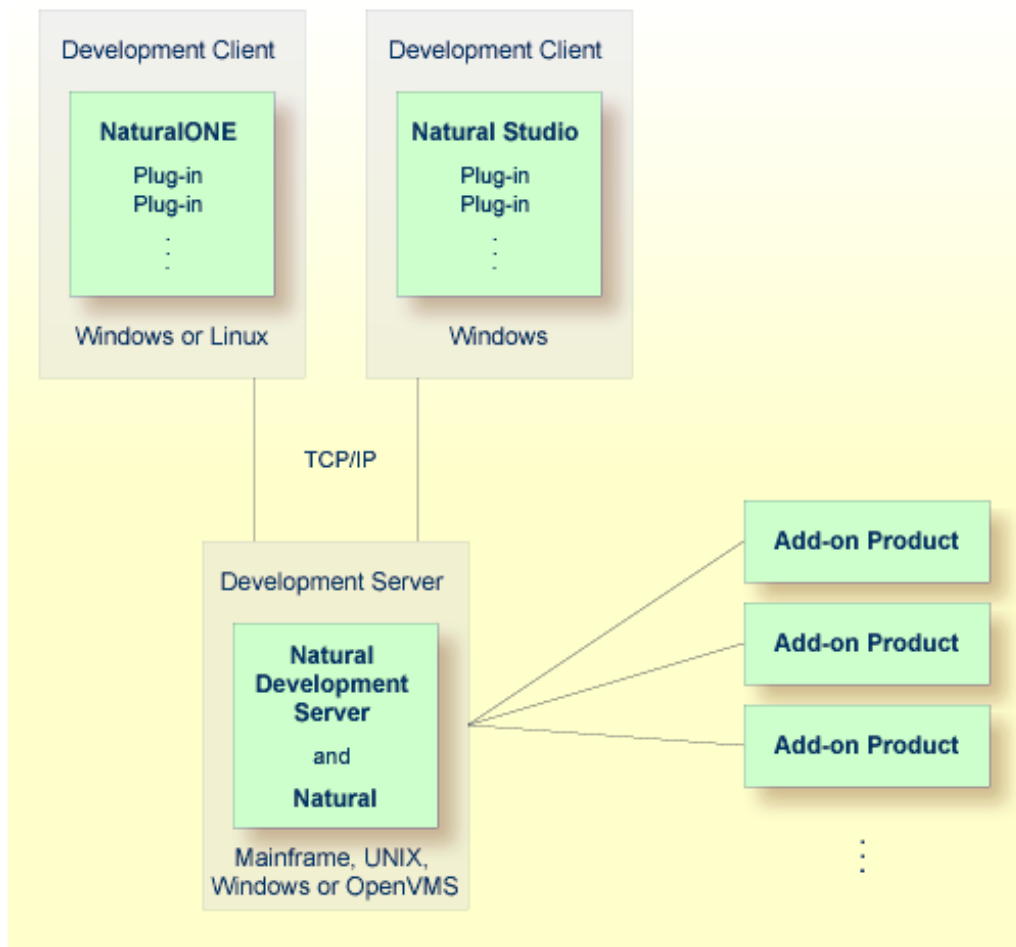 Development Client
NaturalONE
Plug-in
Plug-in
Windows or Linux
Development Client
Natural Studio
Plug-in
Plug-in
Windows
TCP/IP
Development Server
Natural
Development
Server
and
Natural
Mainframe, UNIX,
Windows or OpenVMS
Add-on Product
Add-on Product
Add-on Product